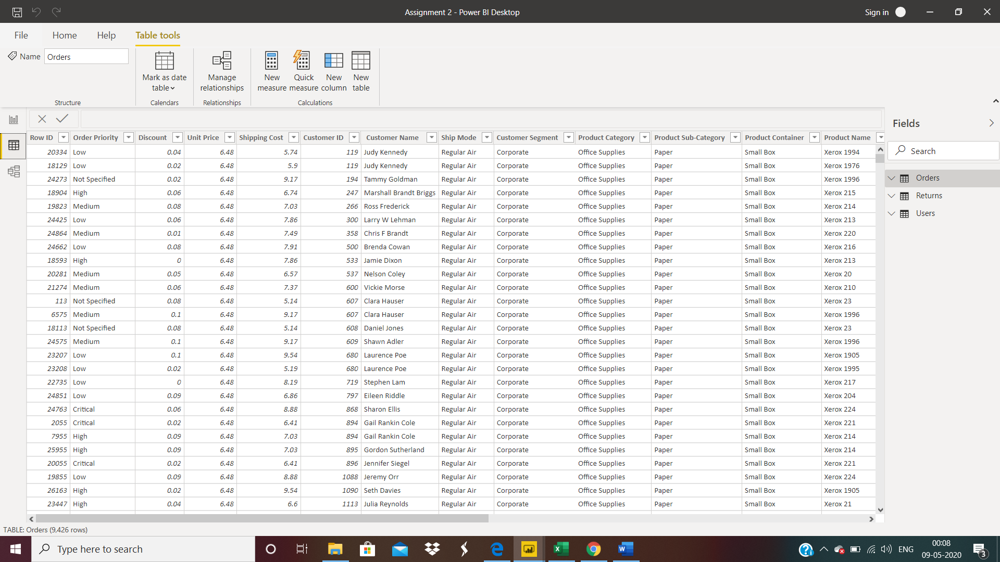 Assignment 2 - Power BI Desktop
Sign in
File Home Help Table tools
Name Orders
Mark as date table
Manage relationships
New measure
Quick measure
New column
New table
Structure Calendars Relationships Calculations
Fields
Search
Orders
Returns
Users
Row ID Order Priority Discount Unit Price Shipping Cost Customer ID Customer Name Ship Mode Customer Segment Product Category Product Sub-Category Product Container Product Name
20334 Low 0.04 6.48 5.74 119 Judy Kennedy Regular Air Corporate Office Supplies Paper Small Box Xerox 1994
18129 Low 0.02 6.48 5.9 119 Judy Kennedy Regular Air Corporate Office Supplies Paper Small Box Xerox 1976
24273 Not Specified 0.02 6.48 9.17 194 Tammy Goldman Regular Air Corporate Office Supplies Paper Small Box Xerox 1996
18904 High 0.06 6.48 6.74 247 Marshall Brandt Briggs Regular Air Corporate Office Supplies Paper Small Box Xerox 215
19823 Medium 0.08 6.48 7.03 266 Ross Frederick Regular Air Corporate Office Supplies Paper Small Box Xerox 214
24425 Low 0.06 6.48 7.86 300 Larry W Lehman Regular Air Corporate Office Supplies Paper Small Box Xerox 213
24864 Medium 0.01 6.48 7.49 358 Chris F Brandt Regular Air Corporate Office Supplies Paper Small Box Xerox 220
24662 Low 0.08 6.48 7.91 500 Brenda Cowan Regular Air Corporate Office Supplies Paper Small Box Xerox 216
18593 High 0 6.48 7.86 533 Jamie Dixon Regular Air Corporate Office Supplies Paper Small Box Xerox 213
20281 Medium 0.05 6.48 6.57 537 Nelson Coley Regular Air Corporate Office Supplies Paper Small Box Xerox 20
21274 Medium 0.06 6.48 7.37 600 Vickie Morse Regular Air Corporate Office Supplies Paper Small Box Xerox 210
113 Not Specified 0.08 6.48 5.14 607 Clara Hauser Regular Air Corporate Office Supplies Paper Small Box Xerox 23
6575 Medium 0.1 6.48 9.17 607 Clara Hauser Regular Air Corporate Office Supplies Paper Small Box Xerox 1996
18113 Not Specified 0.08 6.48 5.14 608 Daniel Jones Regular Air Corporate Office Supplies Paper Small Box Xerox 23
24575 Medium 0.1 6.48 9.17 609 Shawn Adler Regular Air Corporate Office Supplies Paper Small Box Xerox 1996
23207 Low 0.1 6.48 9.54 680 Laurence Poe Regular Air Corporate Office Supplies Paper Small Box Xerox 1905
23208 Low 0.02 6.48 5.19 680 Laurence Poe Regular Air Corporate Office Supplies Paper Small Box Xerox 1995
22735 Low 0 6.48 8.19 719 Stephen Lam Regular Air Corporate Office Supplies Paper Small Box Xerox 217
24851 Low 0.09 6.48 6.86 797 Eileen Riddle Regular Air Corporate Office Supplies Paper Small Box Xerox 204
24763 Critical 0.06 6.48 8.88 868 Sharon Ellis Regular Air Corporate Office Supplies Paper Small Box Xerox 224
2055 Critical 0.02 6.48 6.41 894 Gail Rankin Cole Regular Air Corporate Office Supplies Paper Small Box Xerox 221
7955 High 0.09 6.48 7.03 894 Gail Rankin Cole Regular Air Corporate Office Supplies Paper Small Box Xerox 214
25955 High 0.09 6.48 7.03 895 Gordon Sutherland Regular Air Corporate Office Supplies Paper Small Box Xerox 214
20055 Critical 0.02 6.48 6.41 896 Jennifer Siegel Regular Air Corporate Office Supplies Paper Small Box Xerox 221
19855 Low 0.09 6.48 8.88 1088 Jeremy Orr Regular Air Corporate Office Supplies Paper Small Box Xerox 224
26163 High 0.02 6.48 9.54 1090 Seth Davies Regular Air Corporate Office Supplies Paper Small Box Xerox 1905
23447 High 0.04 6.48 6.6 1113 Julia Reynolds Regular Air Corporate Office Supplies Paper Small Box Xerox 21
TABLE: Orders (9,426 rows)
Type here to search
ENG
00:08
09-05-2020
3